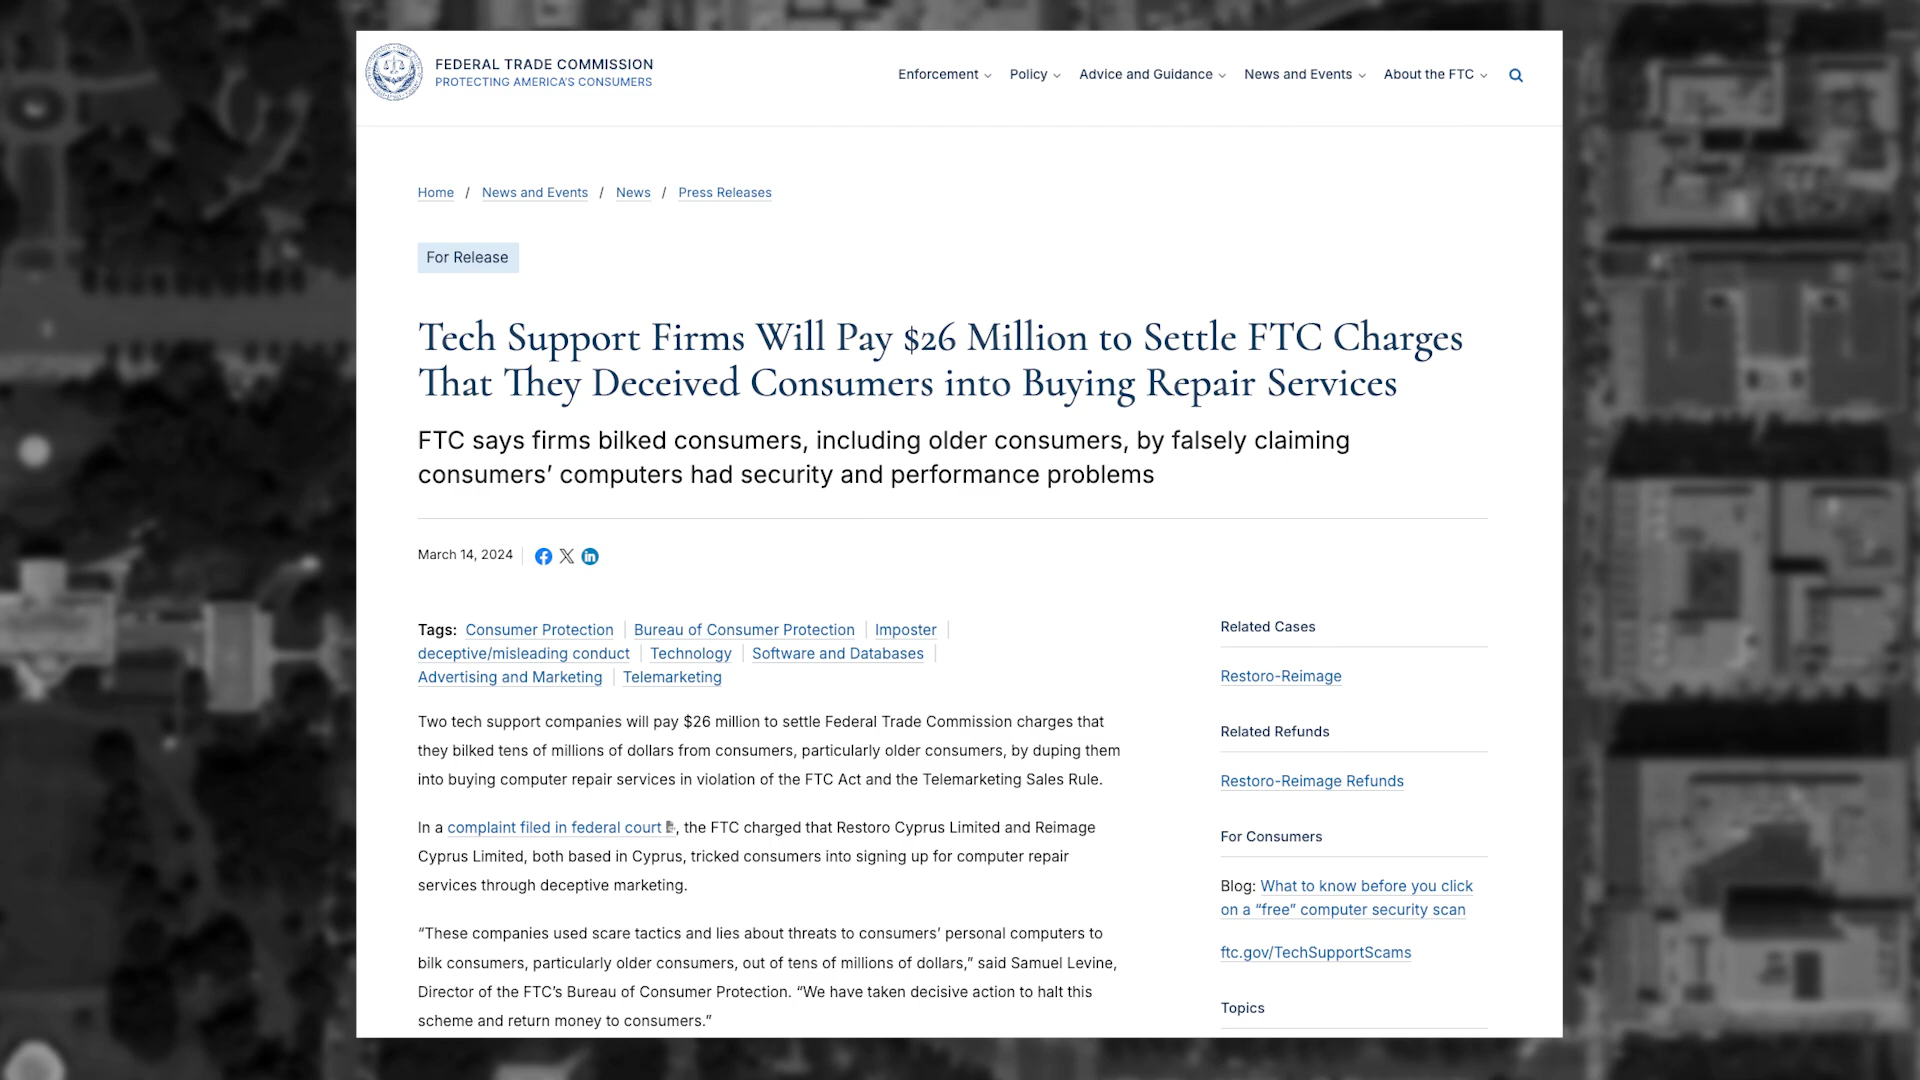 FEDERAL TRADE COMMISSION
PROTECTING AMERICA'S CONSUMERS
Enforcement Policy Advice and Guidance News and Events About the FTC
Home / News and Events / News / Press Releases
For Release
Tech Support Firms Will Pay $26 Million to Settle FTC Charges
That They Deceived Consumers into Buying Repair Services
FTC says firms bilked consumers, including older consumers, by falsely claiming
consumers’ computers had security and performance problems
March 14, 2024
Tags: Consumer Protection | Bureau of Consumer Protection | Imposter |
deceptive/misleading conduct | Technology | Software and Databases |
Advertising and Marketing | Telemarketing
Two tech support companies will pay $26 million to settle Federal Trade Commission charges that
they bilked tens of millions of dollars from consumers, particularly older consumers, by duping them
into buying computer repair services in violation of the FTC Act and the Telemarketing Sales Rule.
In a complaint filed in federal court, the FTC charged that Restoro Cyprus Limited and Reimage
Cyprus Limited, both based in Cyprus, tricked consumers into signing up for computer repair
services through deceptive marketing.
“These companies used scare tactics and lies about threats to consumers’ personal computers to
bilk consumers, particularly older consumers, out of tens of millions of dollars,” said Samuel Levine,
Director of the FTC’s Bureau of Consumer Protection. “We have taken decisive action to halt this
scheme and return money to consumers.”
Related Cases
Restoro-Reimage
Related Refunds
Restoro-Reimage Refunds
For Consumers
Blog: What to know before you click
on a “free” computer security scan
ftc.gov/TechSupportScams
Topics